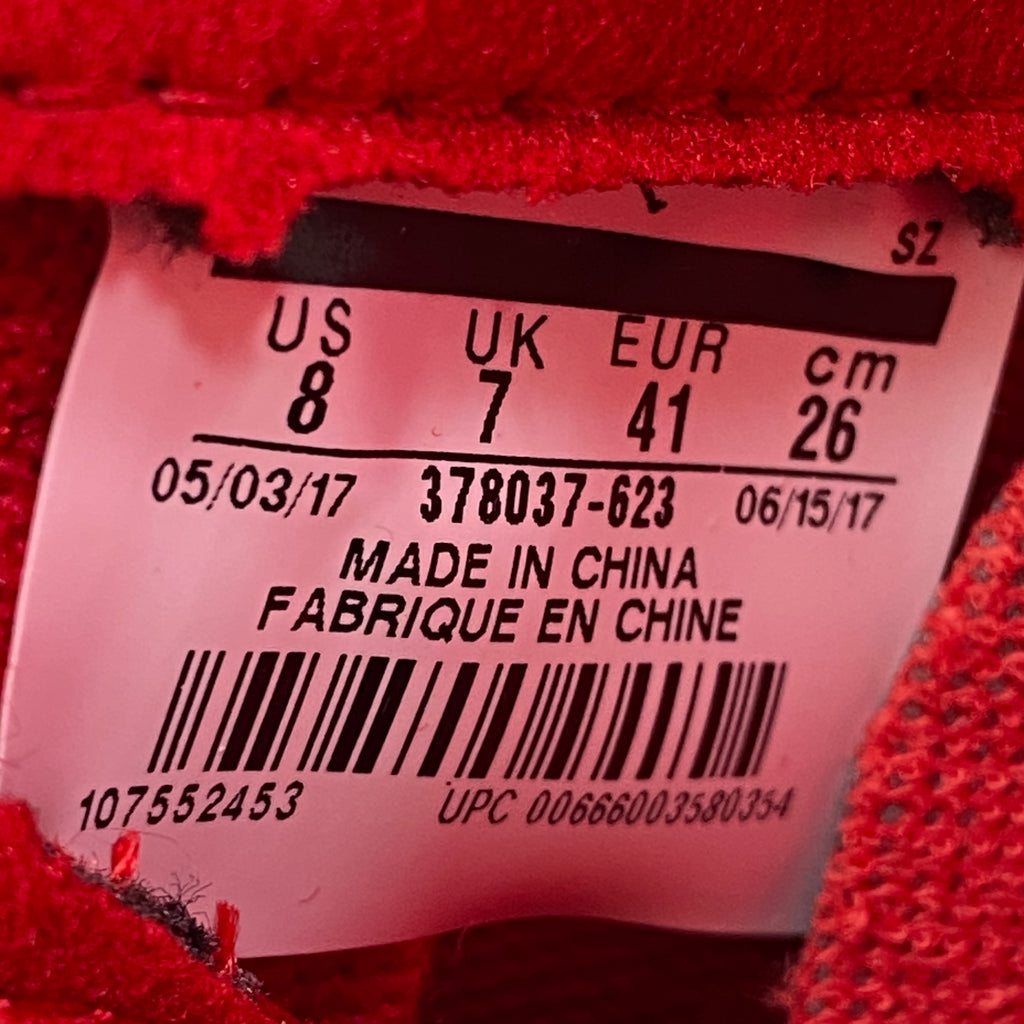 SZ
US UK EUR cm
8 7 41 26
05/03/17 378037-623 06/15/17
MADE IN CHINA
FABRIQUE EN CHINE
107552453 UPC 00666003580354